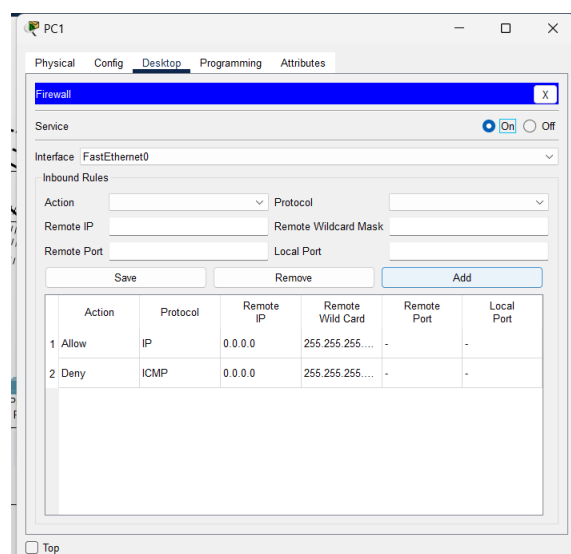 PC1
Physical Config Desktop Programming Attributes
Firewall X
Service On Off
Interface FastEthernet0
Inbound Rules
Action Protocol
Remote IP Remote Wildcard Mask
Remote Port Local Port
Save Remove Add
Action Protocol Remote IP Remote Wild Card Remote Port Local Port
1 Allow IP 0.0.0.0 255.255.255.... - -
2 Deny ICMP 0.0.0.0 255.255.255.... - -
Top